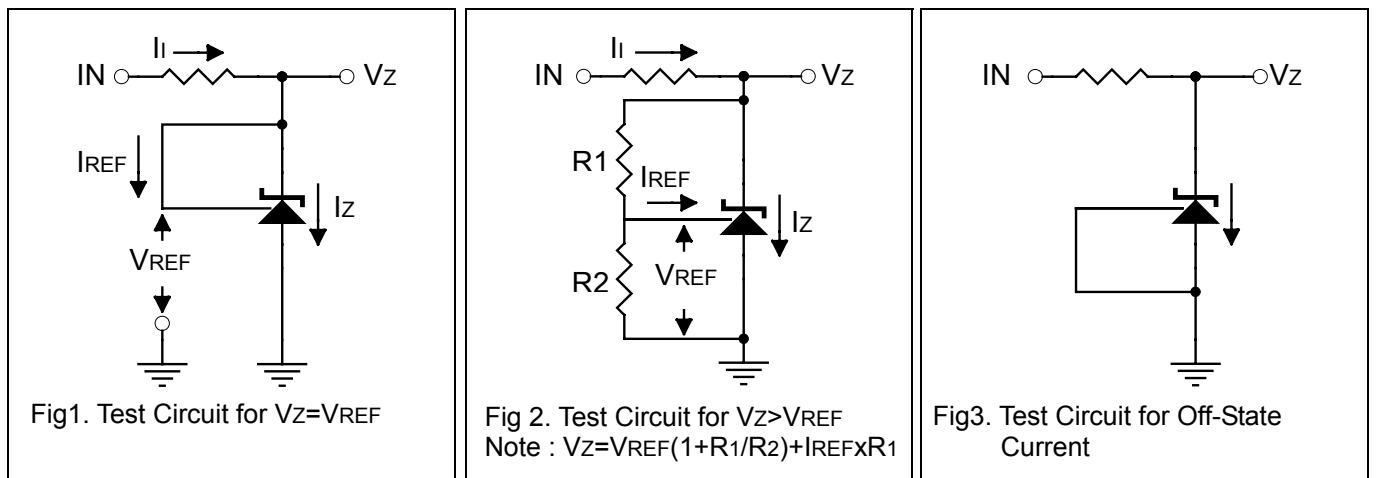 II
IN
VZ
IREF
IZ
VREF
Fig1. Test Circuit for VZ=VREF
II
IN
VZ
R1
IREF
IZ
R2
VREF
Fig 2. Test Circuit for VZ>VREF
Note : VZ=VREF(1+R1/R2)+IREFxR1
IN
VZ
Fig3. Test Circuit for Off-State
Current